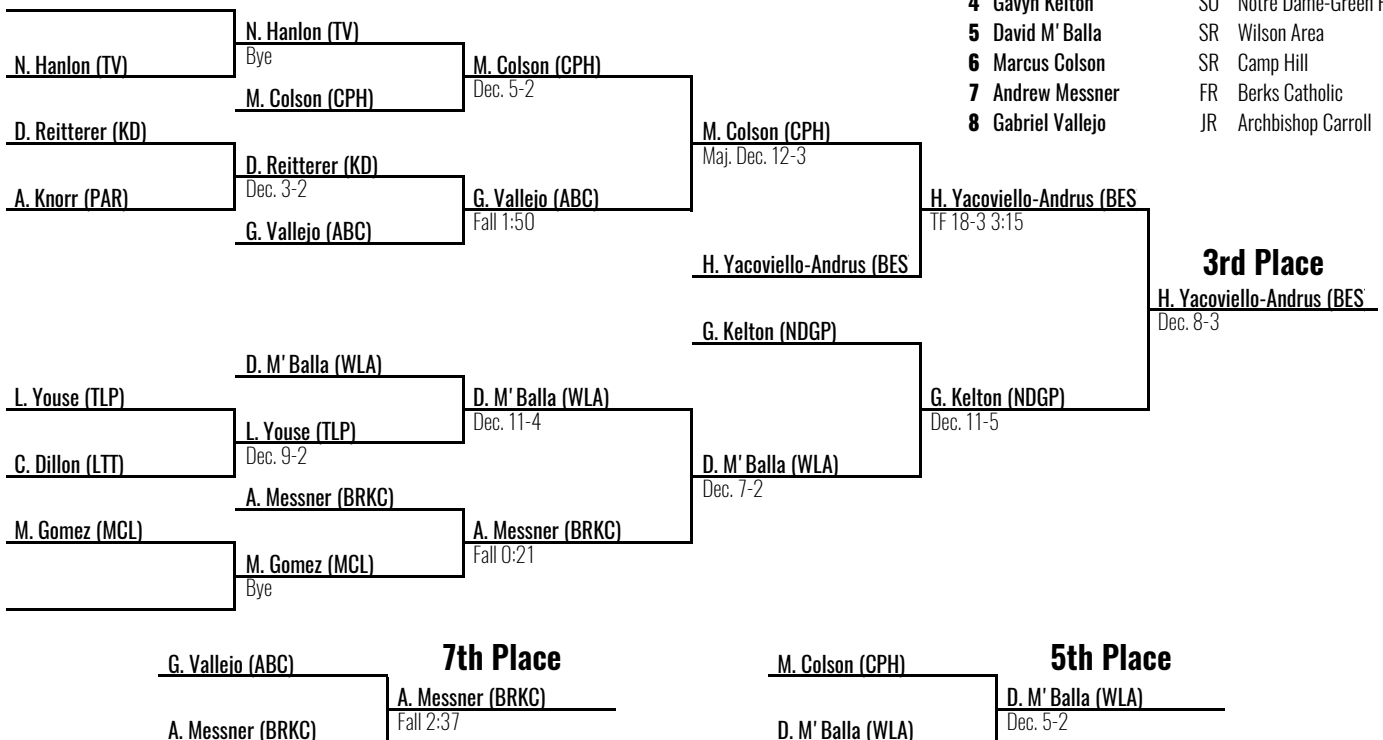 4 Gavyn Kelton SO Notre Dame-Green
5 David M'Balla SR Wilson Area
6 Marcus Colson SR Camp Hill
7 Andrew Messner FR Berks Catholic
8 Gabriel Vallejo JR Archbishop Carroll
N. Hanlon (TV)
N. Hanlon (TV)
Bye
M. Colson (CPH)
M. Colson (CPH)
Dec. 5-2
D. Reitterer (KD)
A. Knorr (PAR)
D. Reitterer (KD)
Dec. 3-2
G. Vallejo (ABC)
G. Vallejo (ABC)
Fall 1:50
M. Colson (CPH)
Maj. Dec. 12-3
H. Yacoviello-Andrus (BES
H. Yacoviello-Andrus (BES
TF 18-3 3:15
3rd Place
H. Yacoviello-Andrus (BES
Dec. 8-3
G. Kelton (NDGP)
G. Kelton (NDGP)
Dec. 11-5
D. M'Balla (WLA)
L. Youse (TLP)
C. Dillon (LTT)
L. Youse (TLP)
Dec. 9-2
D. M'Balla (WLA)
Dec. 11-4
D. M'Balla (WLA)
Dec. 7-2
A. Messner (BRKC)
M. Gomez (MCL)
M. Gomez (MCL)
Bye
A. Messner (BRKC)
Fall 0:21
7th Place
G. Vallejo (ABC)
A. Messner (BRKC)
A. Messner (BRKC)
Fall 2:37
5th Place
M. Colson (CPH)
D. M'Balla (WLA)
D. M'Balla (WLA)
Dec. 5-2